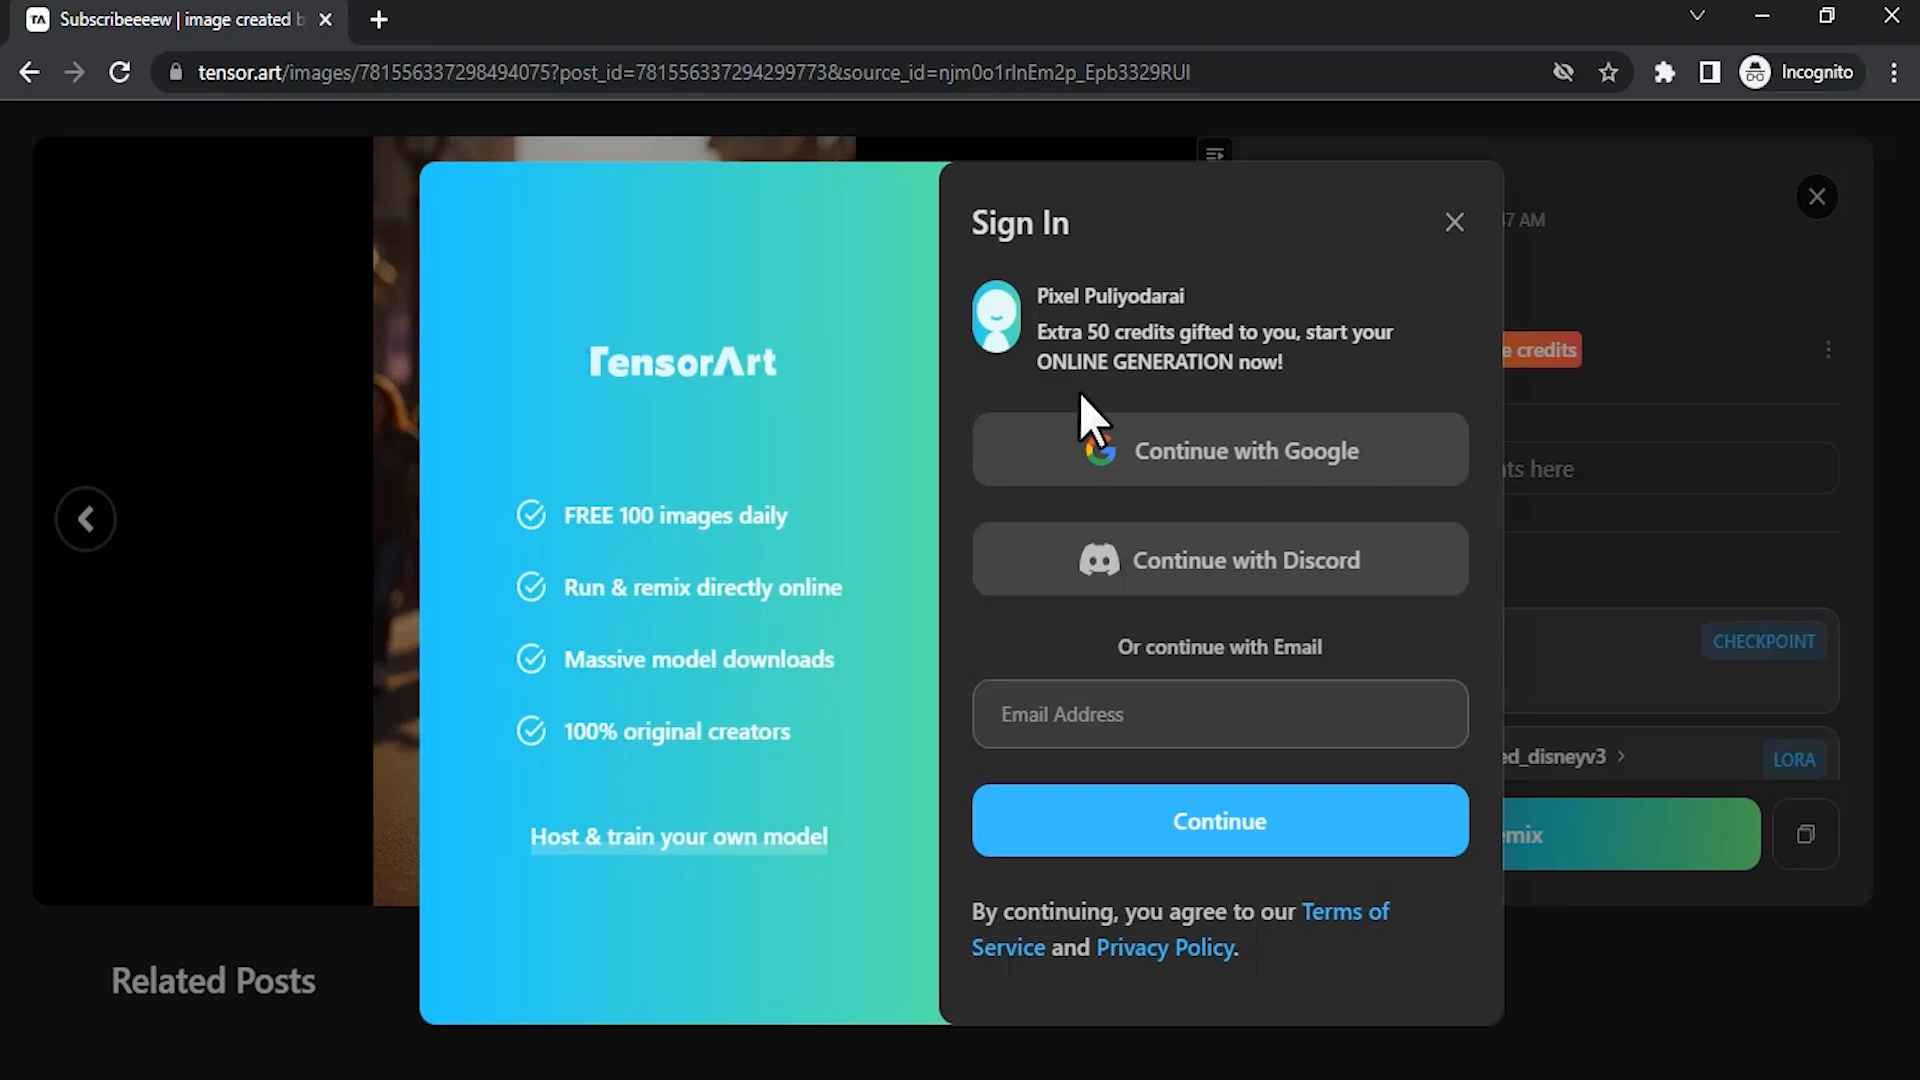 Subscribeeeew | image created b
tensor.art/images/781556337298494075?post_id=781556337294299773&source_id=njm0o1rlnEm2p_Epb3329RUI
Incognito
TensorArt
FREE 100 images daily
Run & remix directly online
Massive model downloads
100% original creators
Host & train your own model
Sign In
Pixel Puliyodarai
Extra 50 credits gifted to you, start your
ONLINE GENERATION now!
Continue with Google
Continue with Discord
Or continue with Email
Email Address
Continue
By continuing, you agree to our Terms of
Service and Privacy Policy.
7 AM
e credits
ts here
CHECKPOINT
ed_disneyv3
LORA
mix
Related Posts